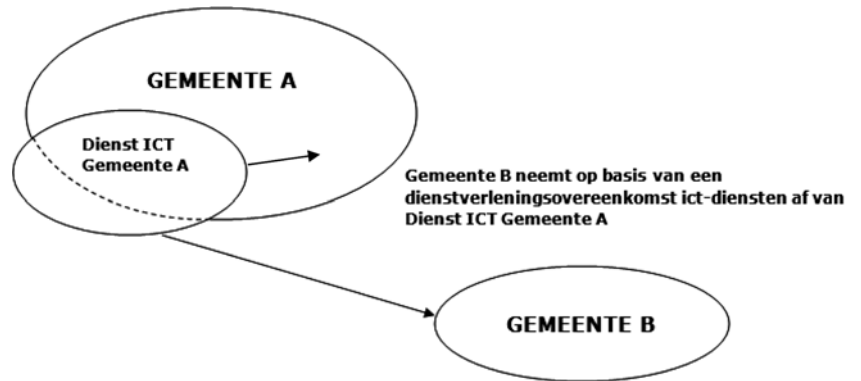 GEMEENTE A
Dienst ICT
Gemeente A
Gemeente B neemt op basis van een
dienstverleningsovereenkomst ict-diensten af van
Dienst ICT Gemeente A
GEMEENTE B